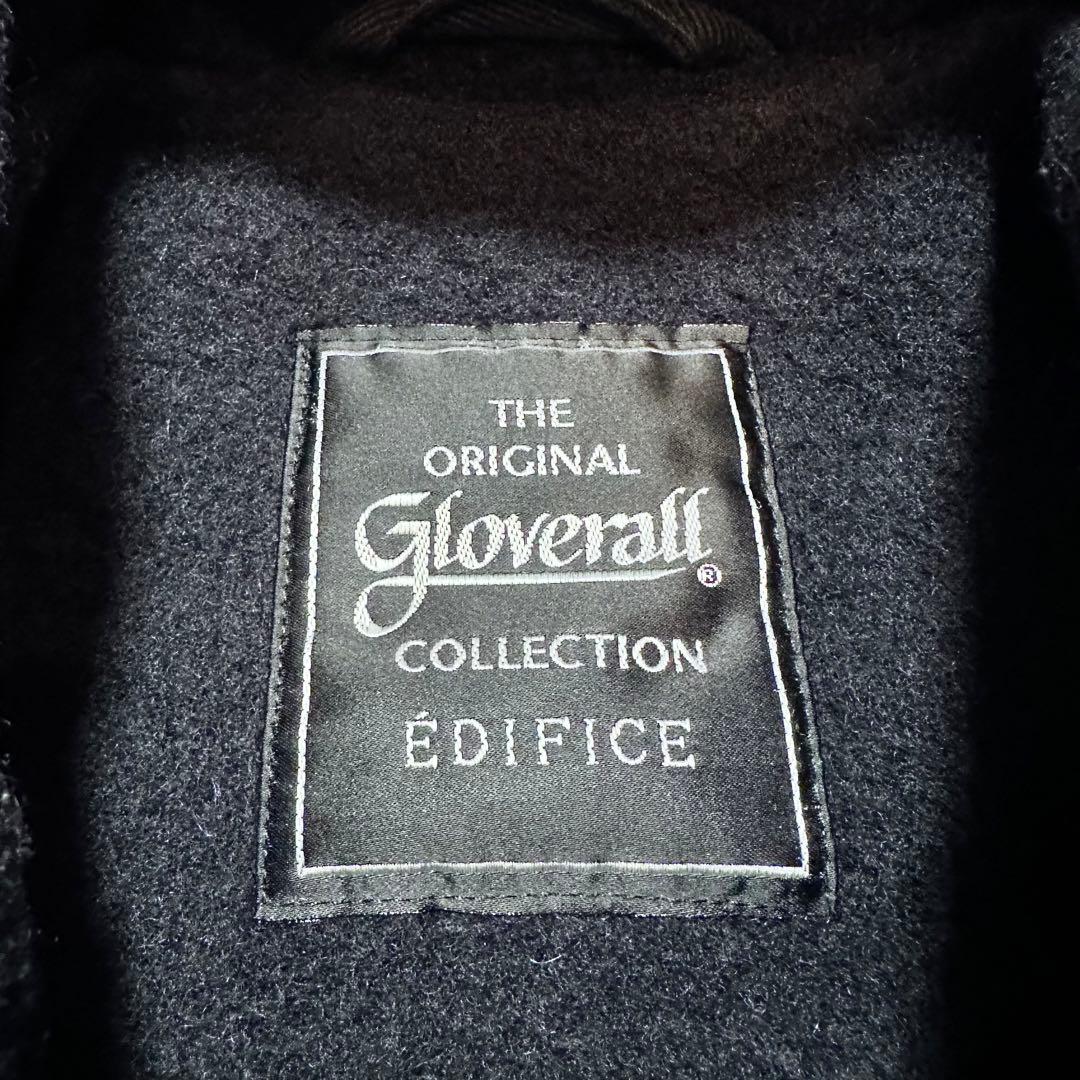 THE
ORIGINAL
Gloverall®
COLLECTION
ÉDIFICE